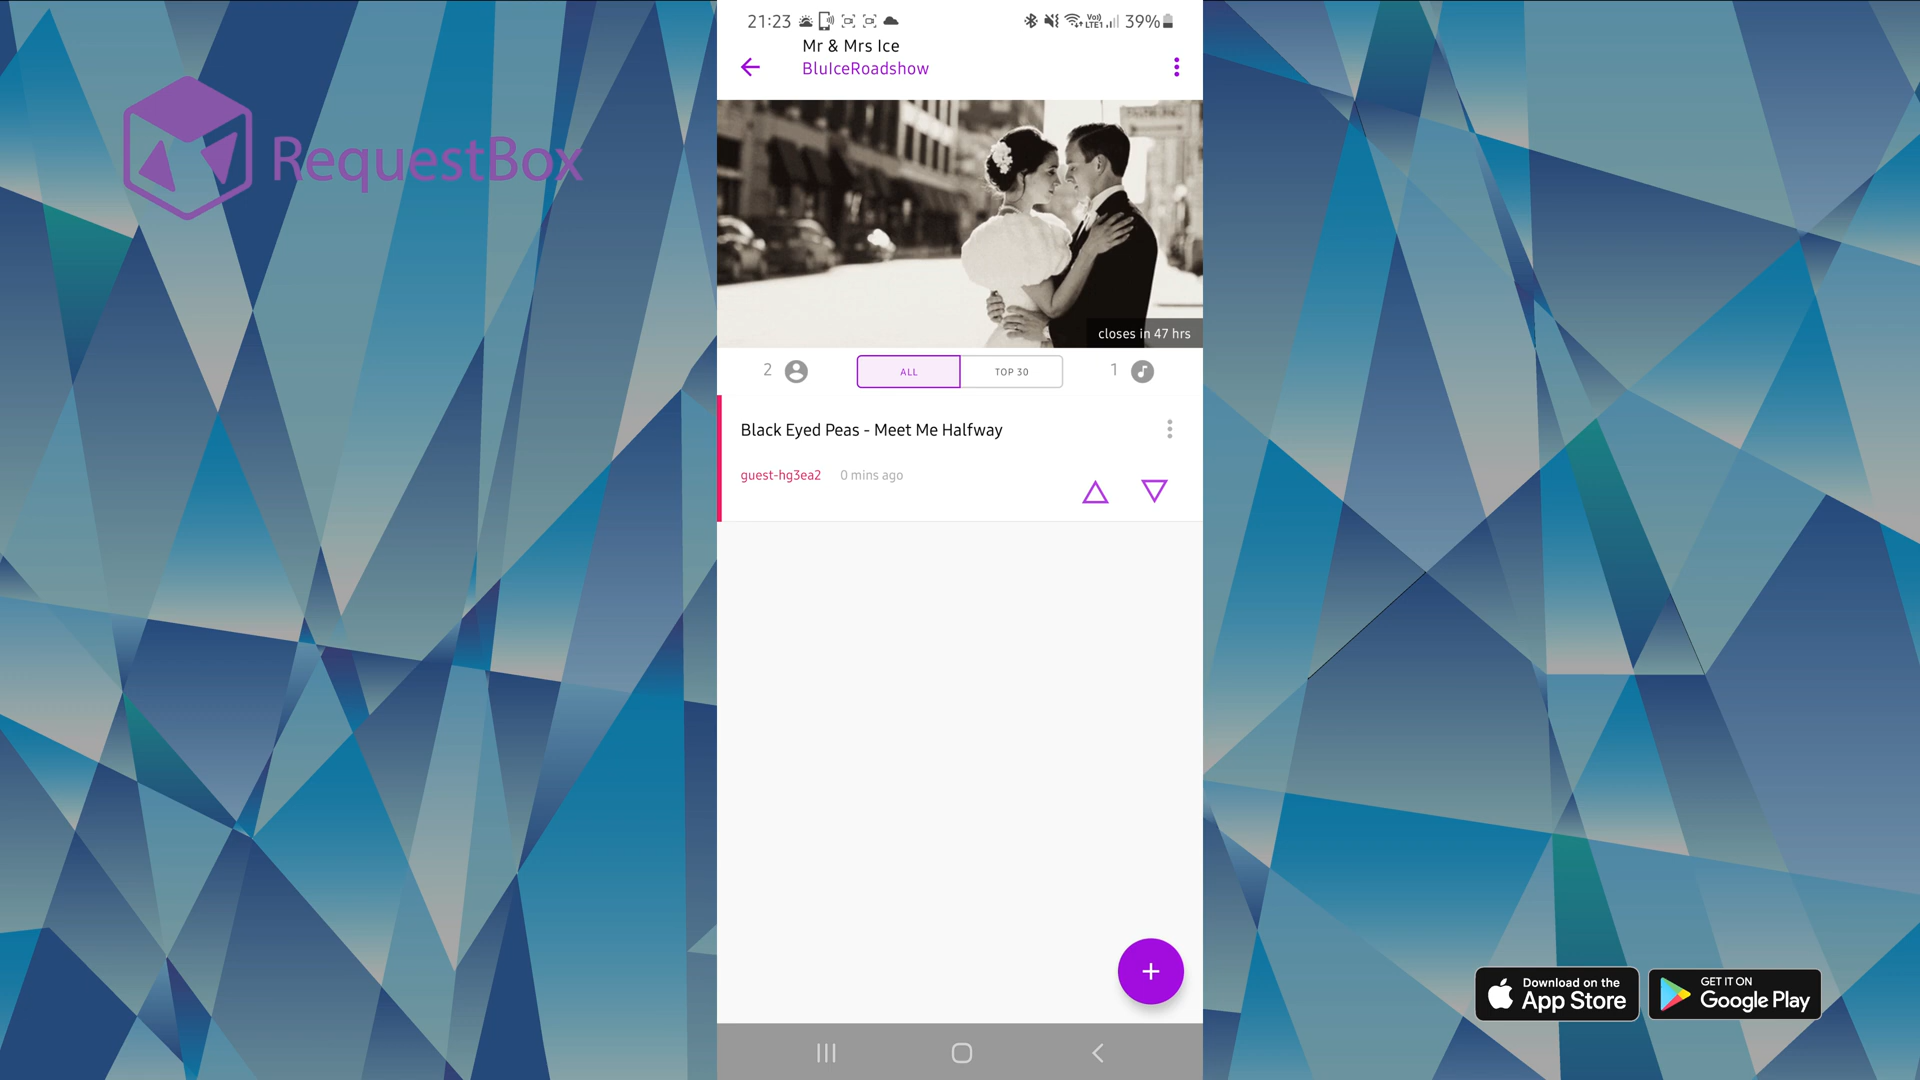 RequestBox
21:23
Vo)) LTE1
39%
Mr & Mrs Ice
BluIceRoadshow
closes in 47 hrs
2
ALL
TOP 30
1
Black Eyed Peas - Meet Me Halfway
guest-hg3ea2
0 mins ago
+
Download on the
App Store
GET IT ON
Google Play